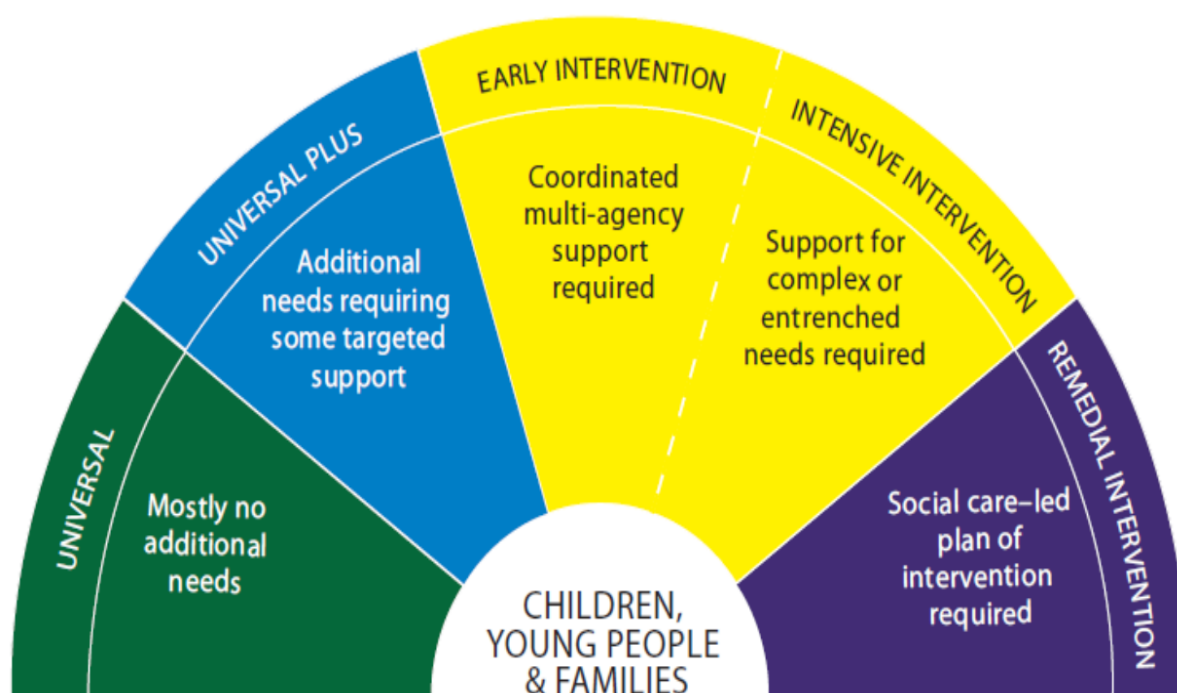 UNIVERSAL
Mostly no
additional
needs
UNIVERSAL PLUS
Additional
needs requiring
some targeted
support
EARLY INTERVENTION
Coordinated
multi-agency
support
required
INTENSIVE INTERVENTION
Support for
complex or
entrenched
needs required
REMEDIAL INTERVENTION
Social care–led
plan of
intervention
required
CHILDREN,
YOUNG PEOPLE
& FAMILIES